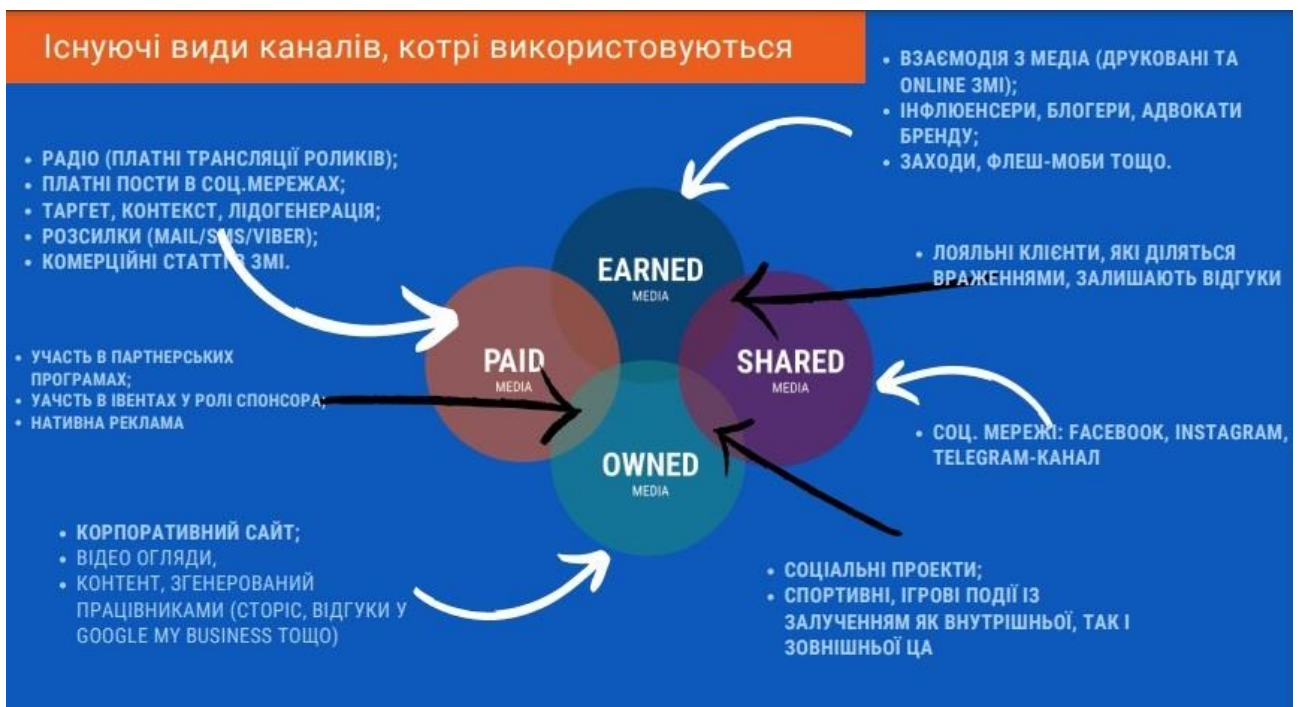 Існуючі види каналів, котрі використовуються
• ВЗАЄМОДІЯ З МЕДІА (ДРУКОВАНІ ТА
ONLINE ЗМІ);
• ІНФЛЮЕНСЕРИ, БЛОГЕРИ, АДВОКАТИ
БРЕНДУ;
• ЗАХОДИ, ФЛЕШ-МОБИ ТОЩО.
• РАДІО (ПЛАТНІ ТРАНСЛЯЦІЇ РОЛИКІВ);
• ПЛАТНІ ПОСТИ В СОЦ.МЕРЕЖАХ;
• ТАРГЕТ, КОНТЕКСТ, ЛІДОГЕНЕРАЦІЯ;
• РОЗСИЛКИ (MAIL/SMS/VIBER);
• КОМЕРЦІЙНІ СТАТТІ В ЗМІ.
EARNED
MEDIA
• ЛОЯЛЬНІ КЛІЄНТИ, ЯКІ ДІЛЯТЬСЯ
ВРАЖЕННЯМИ, ЗАЛИШАЮТЬ ВІДГУКИ
PAID
MEDIA
SHARED
MEDIA
• УЧАСТЬ В ПАРТНЕРСЬКИХ
ПРОГРАМАХ;
• УАЧСТЬ В ІВЕНТАХ У РОЛІ СПОНСОРА;
• НАТИВНА РЕКЛАМА
• СОЦ. МЕРЕЖІ: FACEBOOK, INSTAGRAM,
TELEGRAM-КАНАЛ
OWNED
MEDIA
• КОРПОРАТИВНИЙ САЙТ;
• ВІДЕО ОГЛЯДИ,
• КОНТЕНТ, ЗГЕНЕРОВАНИЙ
ПРАЦІВНИКАМИ (СТОРІС, ВІДГУКИ У
GOOGLE MY BUSINESS ТОЩО)
• СОЦІАЛЬНІ ПРОЕКТИ;
• СПОРТИВНІ, ІГРОВІ ПОДІЇ ІЗ
ЗАЛУЧЕННЯМ ЯК ВНУТРІШНЬОЇ, ТАК І
ЗОВНІШНЬОЇ ЦА